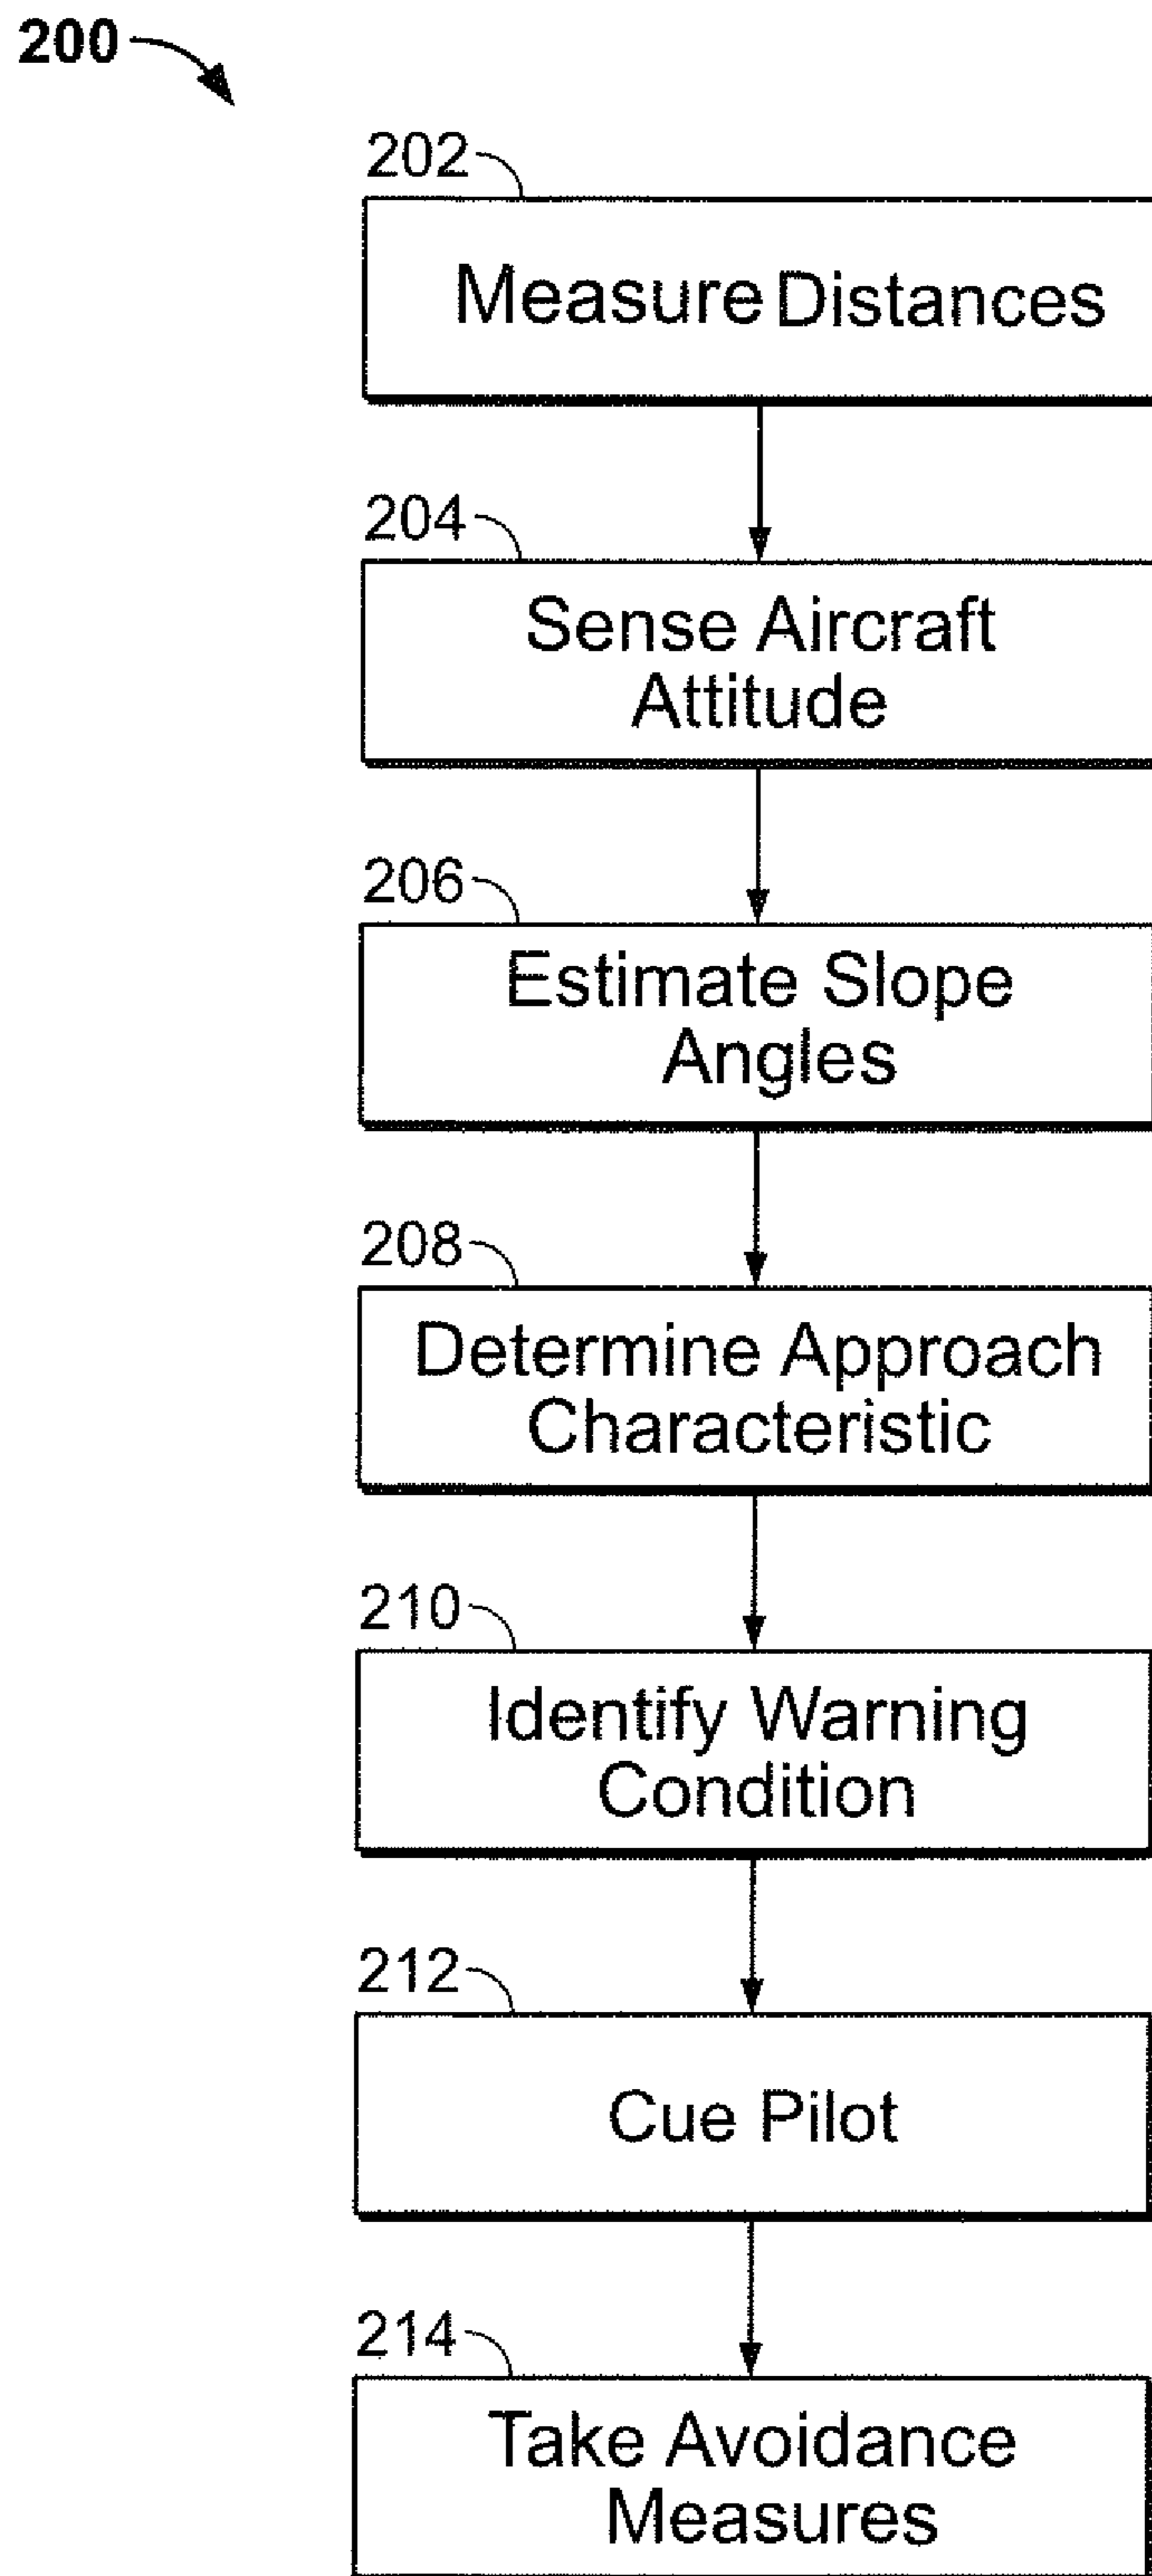 200
202
Measure Distances
204
Sense Aircraft
Attitude
206
Estimate Slope
Angles
208
Determine Approach
Characteristic
210
Identify Warning
Condition
212
Cue Pilot
214
Take Avoidance
Measures